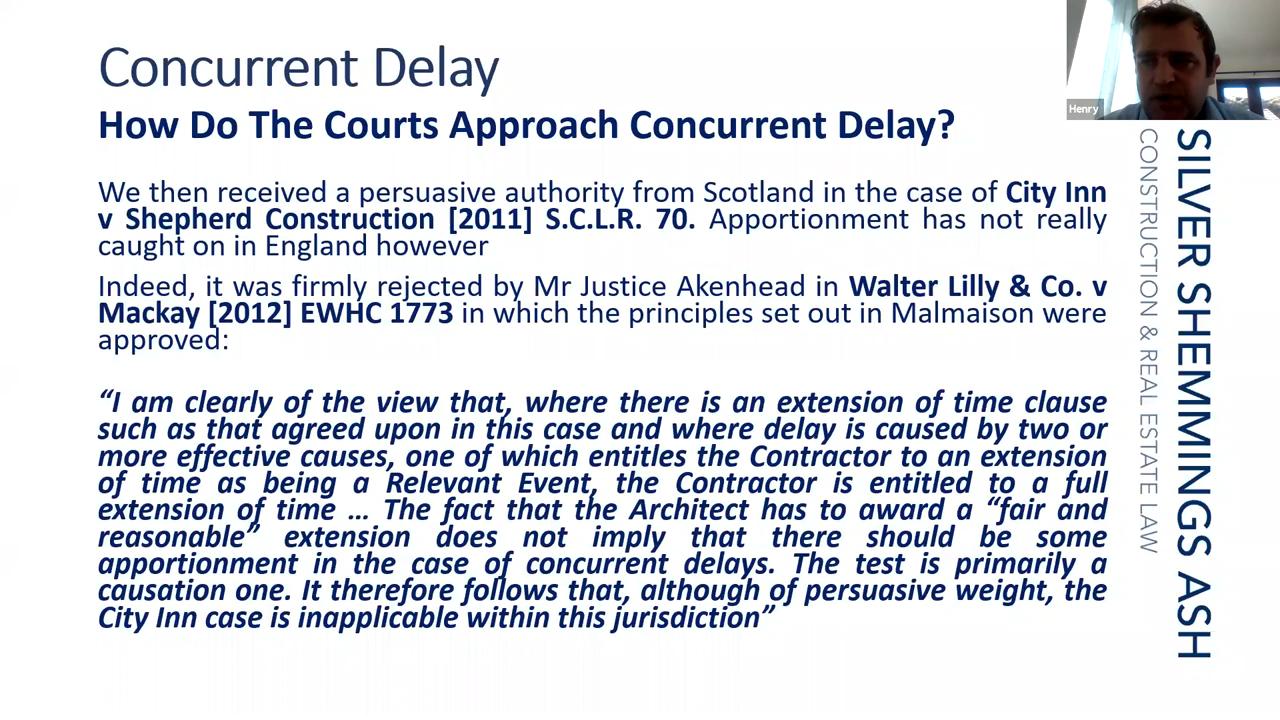 Concurrent Delay
How Do The Courts Approach Concurrent Delay?
We then received a persuasive authority from Scotland in the case of City Inn
v Shepherd Construction [2011] S.C.L.R. 70. Apportionment has not really
caught on in England however
Indeed, it was firmly rejected by Mr Justice Akenhead in Walter Lilly & Co. v
Mackay [2012] EWHC 1773 in which the principles set out in Malmaison were
approved:
“I am clearly of the view that, where there is an extension of time clause
such as that agreed upon in this case and where delay is caused by two or
more effective causes, one of which entitles the Contractor to an extension
of time as being a Relevant Event, the Contractor is entitled to a full
extension of time … The fact that the Architect has to award a “fair and
reasonable” extension does not imply that there should be some
apportionment in the case of concurrent delays. The test is primarily a
causation one. It therefore follows that, although of persuasive weight, the
City Inn case is inapplicable within this jurisdiction”
Henry
SILVER SHEMMINGS ASH
CONSTRUCTION & REAL ESTATE LAW